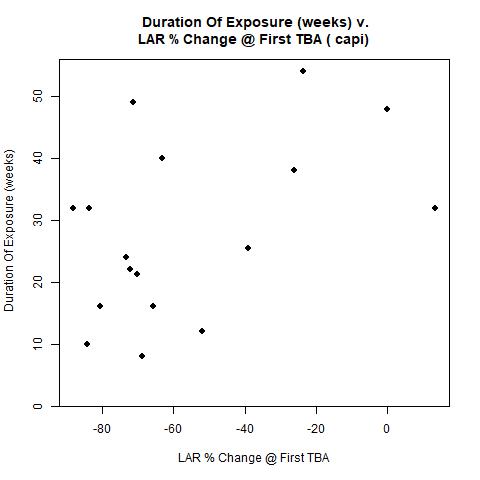 Duration Of Exposure (weeks) v.
LAR % Change @ First TBA ( capi)
Duration Of Exposure (weeks)
50
40
30
20
10
0
-80 -60 -40 -20 0
LAR % Change @ First TBA